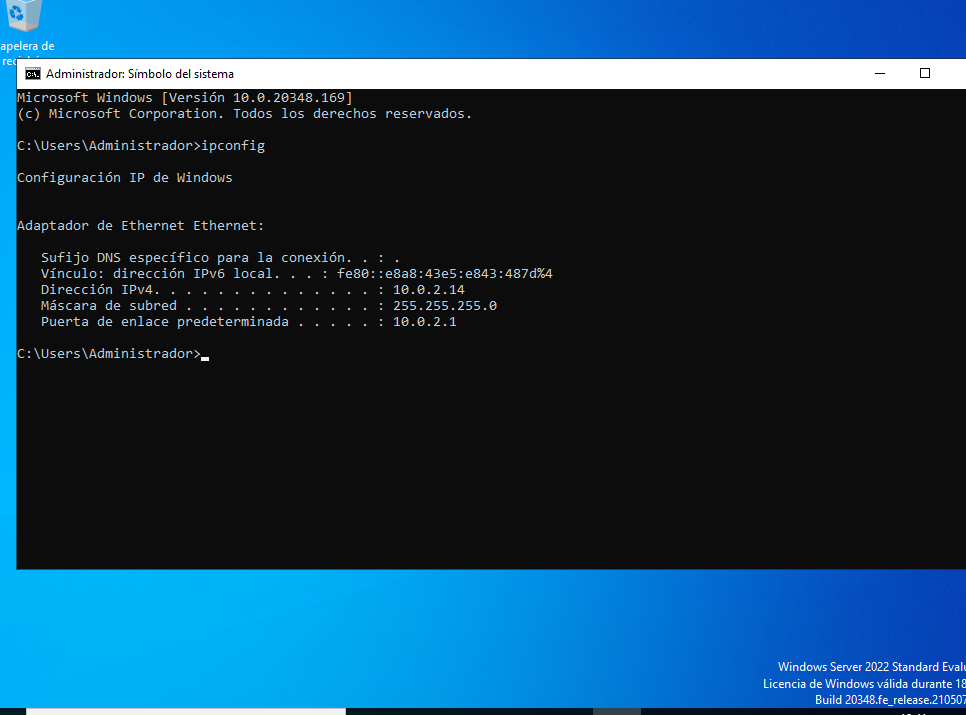 apelera de
Administrador: Símbolo del sistema
Microsoft Windows [Versión 10.0.20348.169]
(c) Microsoft Corporation. Todos los derechos reservados.
C:\Users\Administrador>ipconfig
Configuración IP de Windows
Adaptador de Ethernet Ethernet:
Sufijo DNS específico para la conexión. . : .
Vínculo: dirección IPv6 local. . . : fe80::e8a8:43e5:e843:487d%4
Dirección IPv4. . . . . . . . . . . . . . : 10.0.2.14
Máscara de subred . . . . . . . . . . . . : 255.255.255.0
Puerta de enlace predeterminada . . . . . : 10.0.2.1
C:\Users\Administrador>
Windows Server 2022 Standard Evalu
Licencia de Windows válida durante 18
Build 20348.fe_release.210507